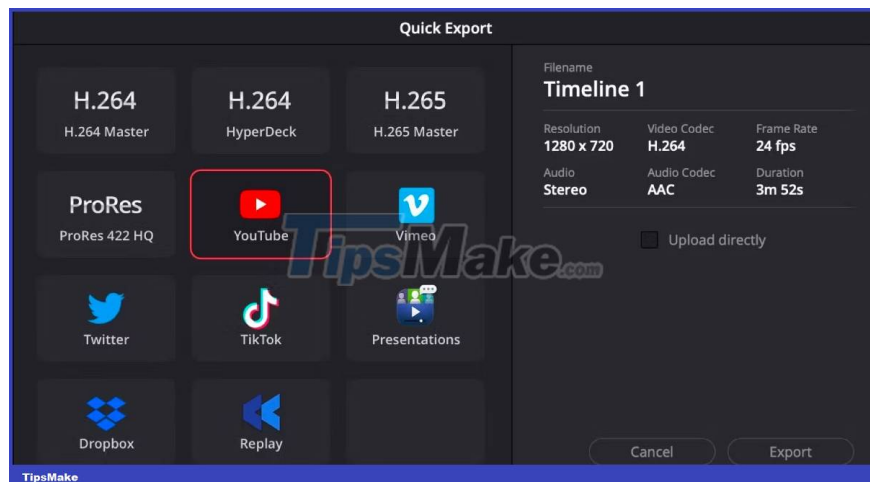 Quick Export
H.264
H.264 Master
H.264
HyperDeck
H.265
H.265 Master
ProRes
ProRes 422 HQ
YouTube
Vimeo
Twitter
TikTok
Presentations
Dropbox
Replay
Filename
Timeline 1
Resolution Video Codec Frame Rate
1280 x 720 H.264 24 fps
Audio Audio Codec Duration
Stereo AAC 3m 52s
Upload directly
Cancel Export
TipsMake.com
TipsMake